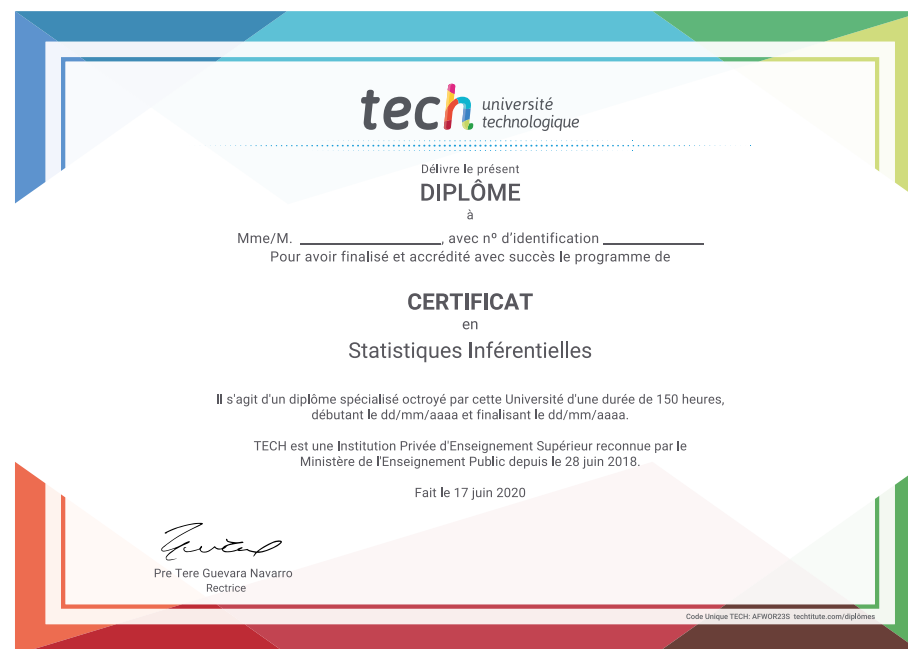 tech université
technologique
Délivre le présent
DIPLÔME
à
Mme/M. ____________, avec nº d'identification ____________
Pour avoir finalisé et accrédité avec succès le programme de
CERTIFICAT
en
Statistiques Inférentielles
Il s'agit d'un diplôme spécialisé octroyé par cette Université d'une durée de 150 heures,
débutant le dd/mm/aaaa et finalisant le dd/mm/aaaa.
TECH est une Institution Privée d'Enseignement Supérieur reconnue par le
Ministère de l'Enseignement Public depuis le 28 juin 2018.
Fait le 17 juin 2020
Pre Tere Guevara Navarro
Rectrice
Code Unique TECH: AFWOR23S techtitute.com/diplômes